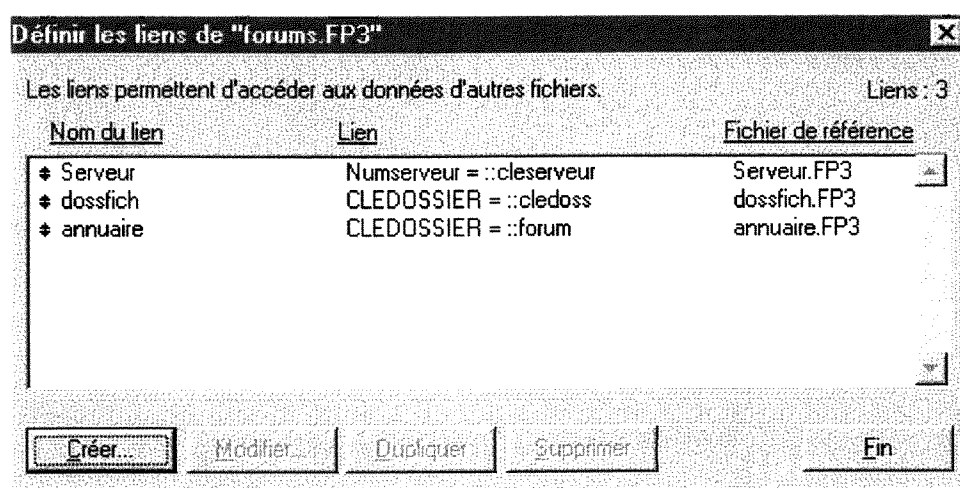 Définir les liens de "forums.FP3"
Les liens permettent d'accéder aux données d'autres fichiers. Liens : 3
Nom du lien Lien Fichier de référence
Serveur Numserveur = ::cleserveur Serveur.FP3
dossfich CLEDOSSIER = ::cledoss dossfich.FP3
annuaire CLEDOSSIER = ::forum annuaire.FP3
Créer... Modifier... Dupliquer Supprimer Fin